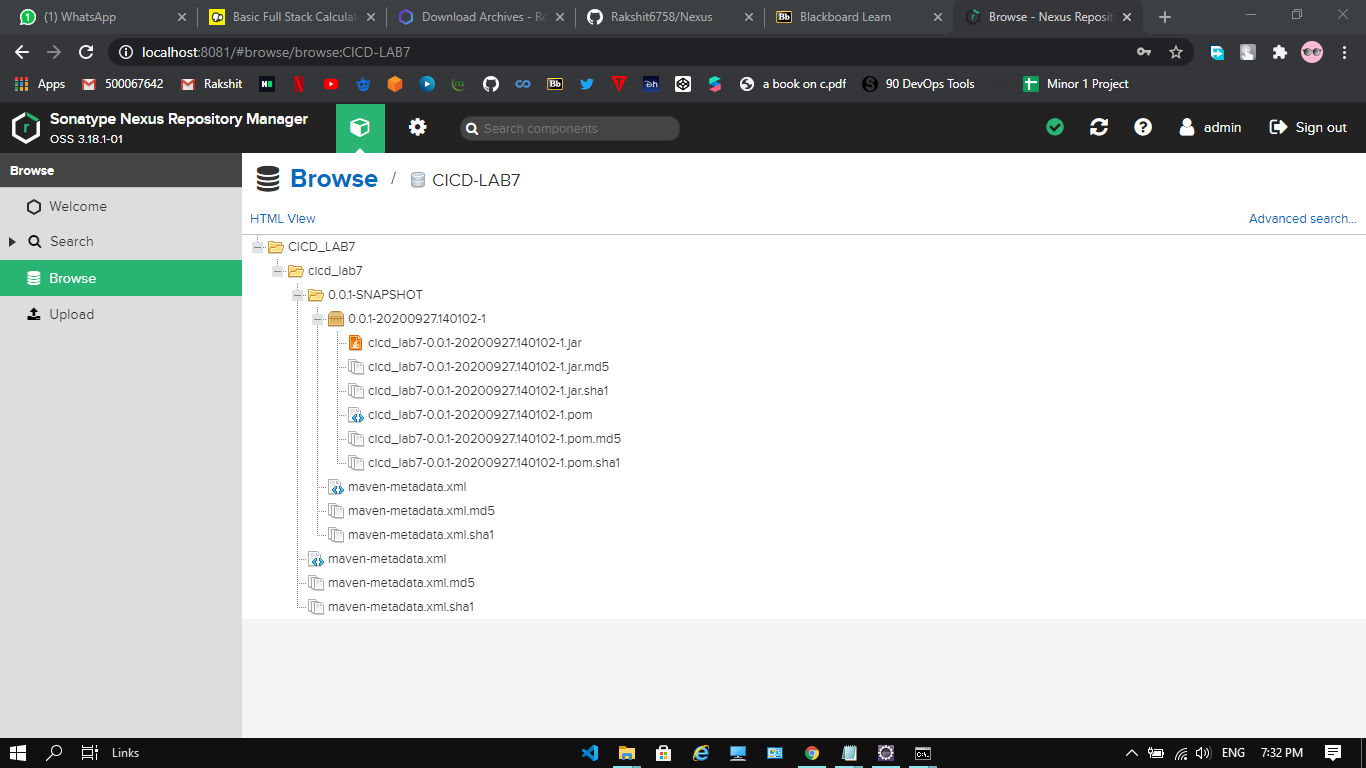 (1) WhatsApp
Basic Full Stack Calculat
Download Archives - Re
Rakshit6758/Nexus
Bb Blackboard Learn
Browse - Nexus Reposit
localhost:8081/#browse/browse:CICD-LAB7
Apps
500067642
Rakshit
Bb
a book on c.pdf
90 DevOps Tools
Minor 1 Project
Sonatype Nexus Repository Manager
OSS 3.18.1-01
Search components
admin
Sign out
Browse
Welcome
Search
Browse
Upload
Browse / CICD-LAB7
HTML View
Advanced search...
CICD_LAB7
cicd_lab7
0.0.1-SNAPSHOT
0.0.1-20200927.140102-1
cicd_lab7-0.0.1-20200927.140102-1.jar
cicd_lab7-0.0.1-20200927.140102-1.jar.md5
cicd_lab7-0.0.1-20200927.140102-1.jar.sha1
cicd_lab7-0.0.1-20200927.140102-1.pom
cicd_lab7-0.0.1-20200927.140102-1.pom.md5
cicd_lab7-0.0.1-20200927.140102-1.pom.sha1
maven-metadata.xml
maven-metadata.xml.md5
maven-metadata.xml.sha1
maven-metadata.xml
maven-metadata.xml.md5
maven-metadata.xml.sha1
Links
ENG
7:32 PM